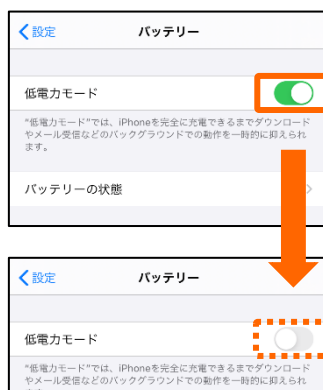 設定 バッテリー
低電力モード
“低電力モード”では、iPhoneを完全に充電できるまでダウンロード
やメール受信などのバックグラウンドでの動作を一時的に抑えられ
ます。
バッテリーの状態
設定 バッテリー
低電力モード
“低電力モード”では、iPhoneを完全に充電できるまでダウンロード
やメール受信などのバックグラウンドでの動作を一時的に抑えられ